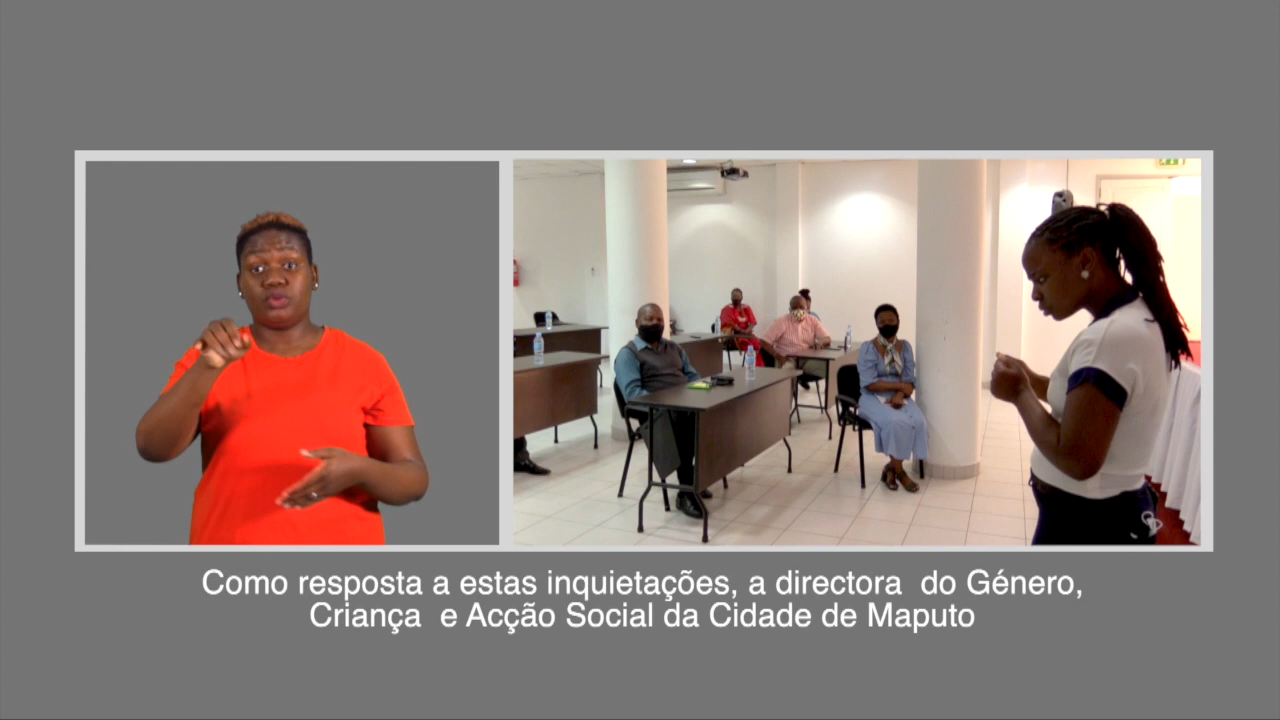 Como resposta a estas inquietações, a directora  do Género,
Criança  e Acção Social da Cidade de Maputo